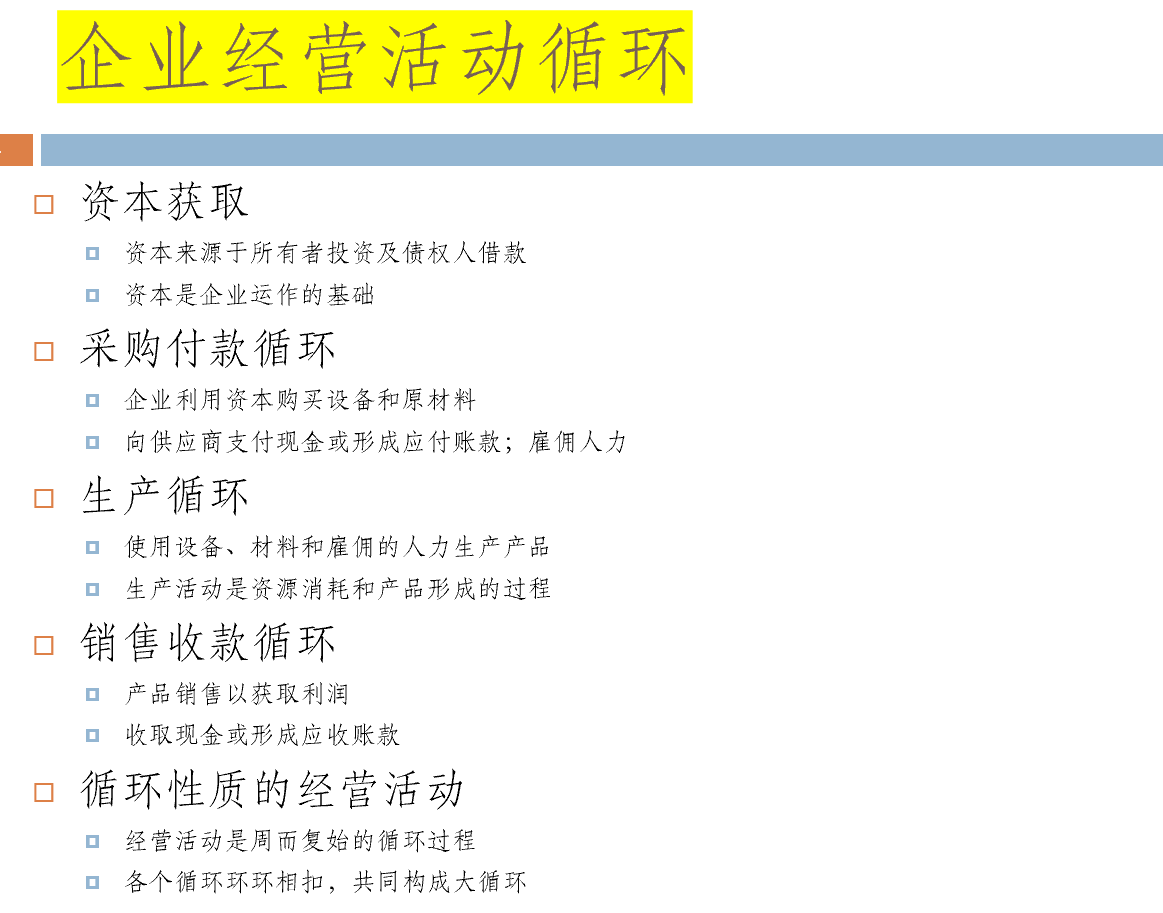 企业经营活动循环
资本获取
资本来源于所有者投资及债权人借款
资本是企业运作的基础
采购付款循环
企业利用资本购买设备和原材料
向供应商支付现金或形成应付账款；雇佣人力
生产循环
使用设备、材料和雇佣的人力生产产品
生产活动是资源消耗和产品形成的过程
销售收款循环
产品销售以获取利润
收取现金或形成应收账款
循环性质的经营活动
经营活动是周而复始的循环过程
各个循环环环相扣，共同构成大循环